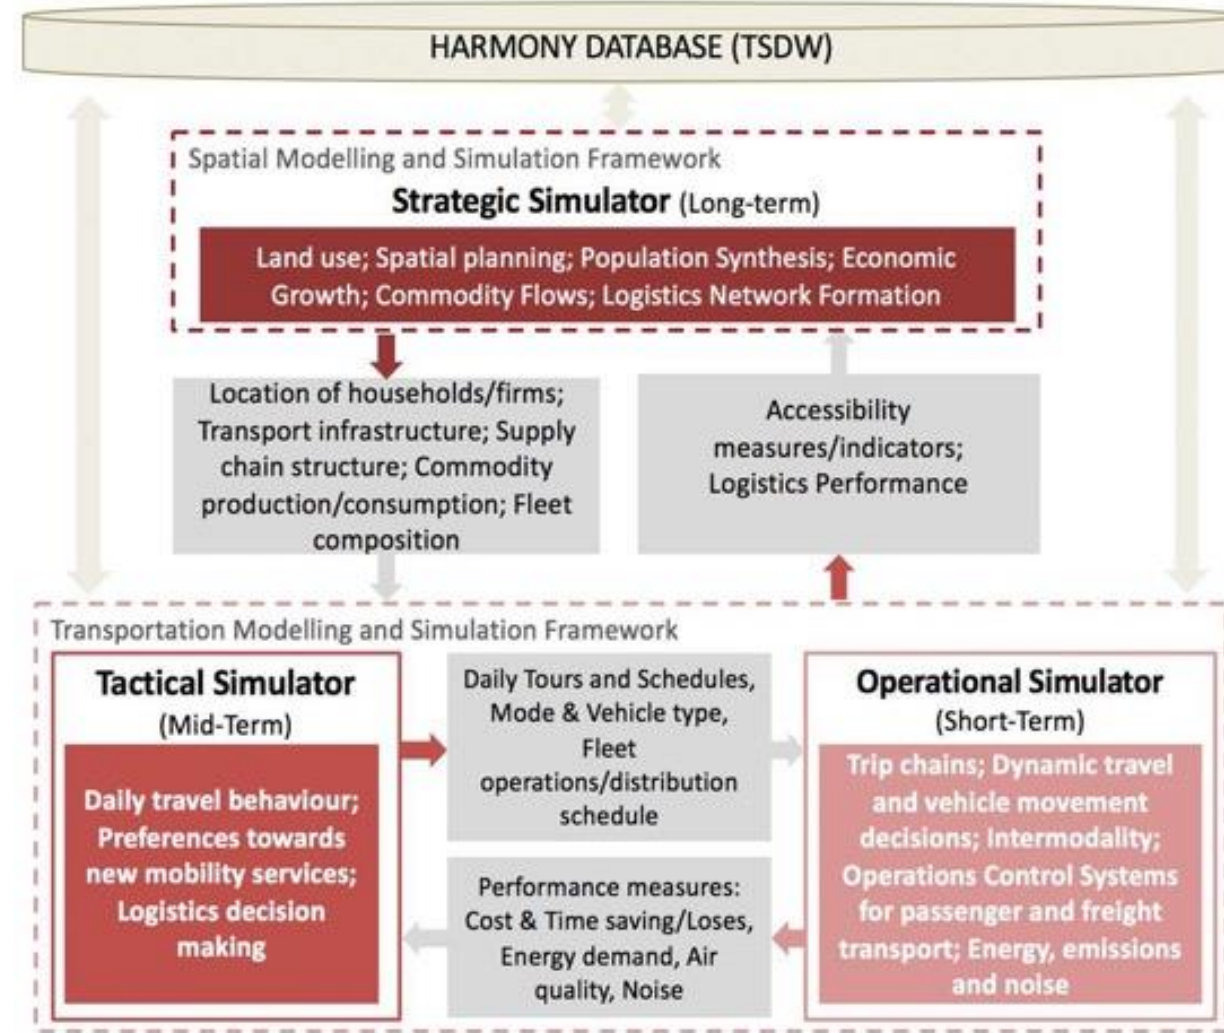 HARMONY DATABASE (TSDW)
Spatial Modelling and Simulation Framework
Strategic Simulator (Long-term)
Land use; Spatial planning; Population Synthesis; Economic
Growth; Commodity Flows; Logistics Network Formation
Location of households/firms;
Transport infrastructure; Supply
chain structure; Commodity
production/consumption; Fleet
composition
Accessibility
measures/indicators;
Logistics Performance
Transportation Modelling and Simulation Framework
Tactical Simulator
(Mid-Term)
Daily travel behaviour;
Preferences towards
new mobility services;
Logistics decision
making
Daily Tours and Schedules,
Mode & Vehicle type,
Fleet
operations/distribution
schedule
Performance measures:
Cost & Time saving/Loses,
Energy demand, Air
quality, Noise
Operational Simulator
(Short-Term)
Trip chains; Dynamic travel
and vehicle movement
decisions; Intermodality;
Operations Control Systems
for passenger and freight
transport; Energy, emissions
and noise